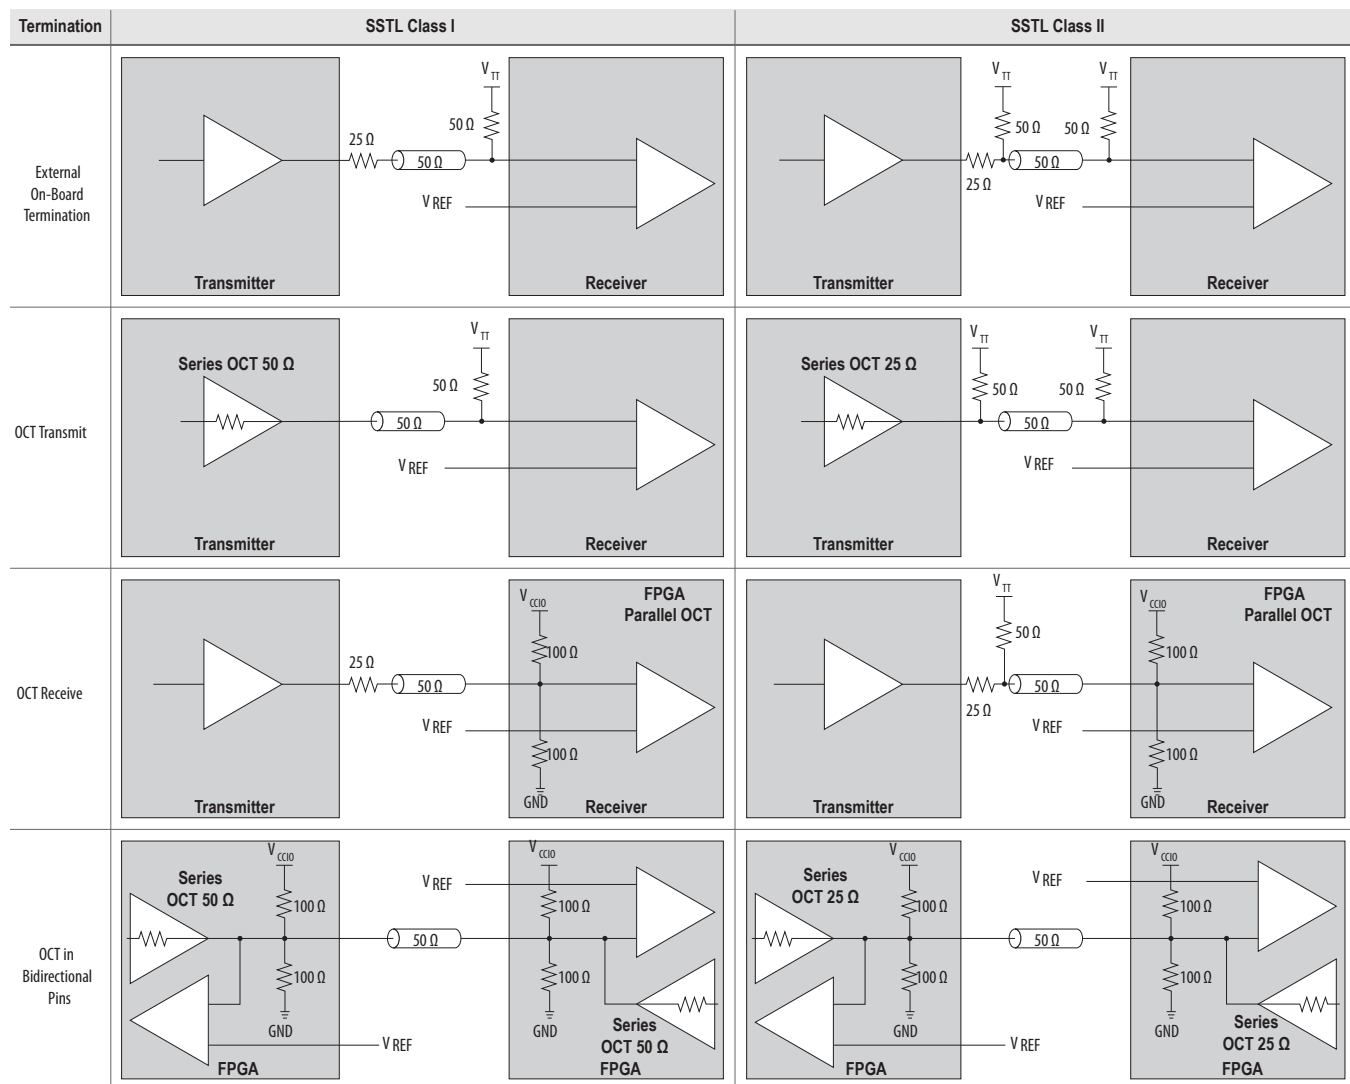 Termination
SSTL Class I
SSTL Class II
External
On-Board
Termination
V TT
50 Ω
25 Ω
50 Ω
V REF
Transmitter
Receiver
V TT
V TT
50 Ω
50 Ω
50 Ω
25 Ω
V REF
Transmitter
Receiver
OCT Transmit
V TT
Series OCT 50 Ω
50 Ω
50 Ω
V REF
Transmitter
Receiver
V TT
V TT
Series OCT 25 Ω
50 Ω
50 Ω
50 Ω
V REF
Transmitter
Receiver
OCT Receive
V CCIO
FPGA
Parallel OCT
100 Ω
25 Ω
50 Ω
V REF
100 Ω
GND
Transmitter
Receiver
V TT
V CCIO
FPGA
Parallel OCT
50 Ω
100 Ω
50 Ω
25 Ω
V REF
100 Ω
GND
Transmitter
Receiver
OCT in
Bidirectional
Pins
V CCIO
V CCIO
Series
OCT 50 Ω
V REF
100 Ω
100 Ω
50 Ω
100 Ω
100 Ω
GND
GND
Series
OCT 50 Ω
V REF
FPGA
FPGA
V CCIO
V CCIO
Series
OCT 25 Ω
V REF
100 Ω
100 Ω
50 Ω
100 Ω
100 Ω
GND
GND
Series
OCT 25 Ω
V REF
FPGA
FPGA